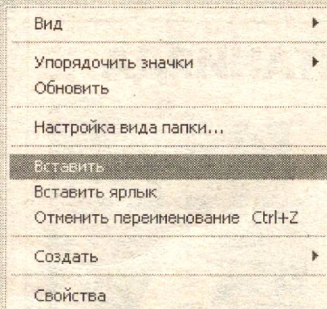 Вид
Упорядочить значки
Обновить
Настройка вида папки...
Вставить
Вставить ярлык
Отменить переименование Ctrl+Z
Создать
Свойства